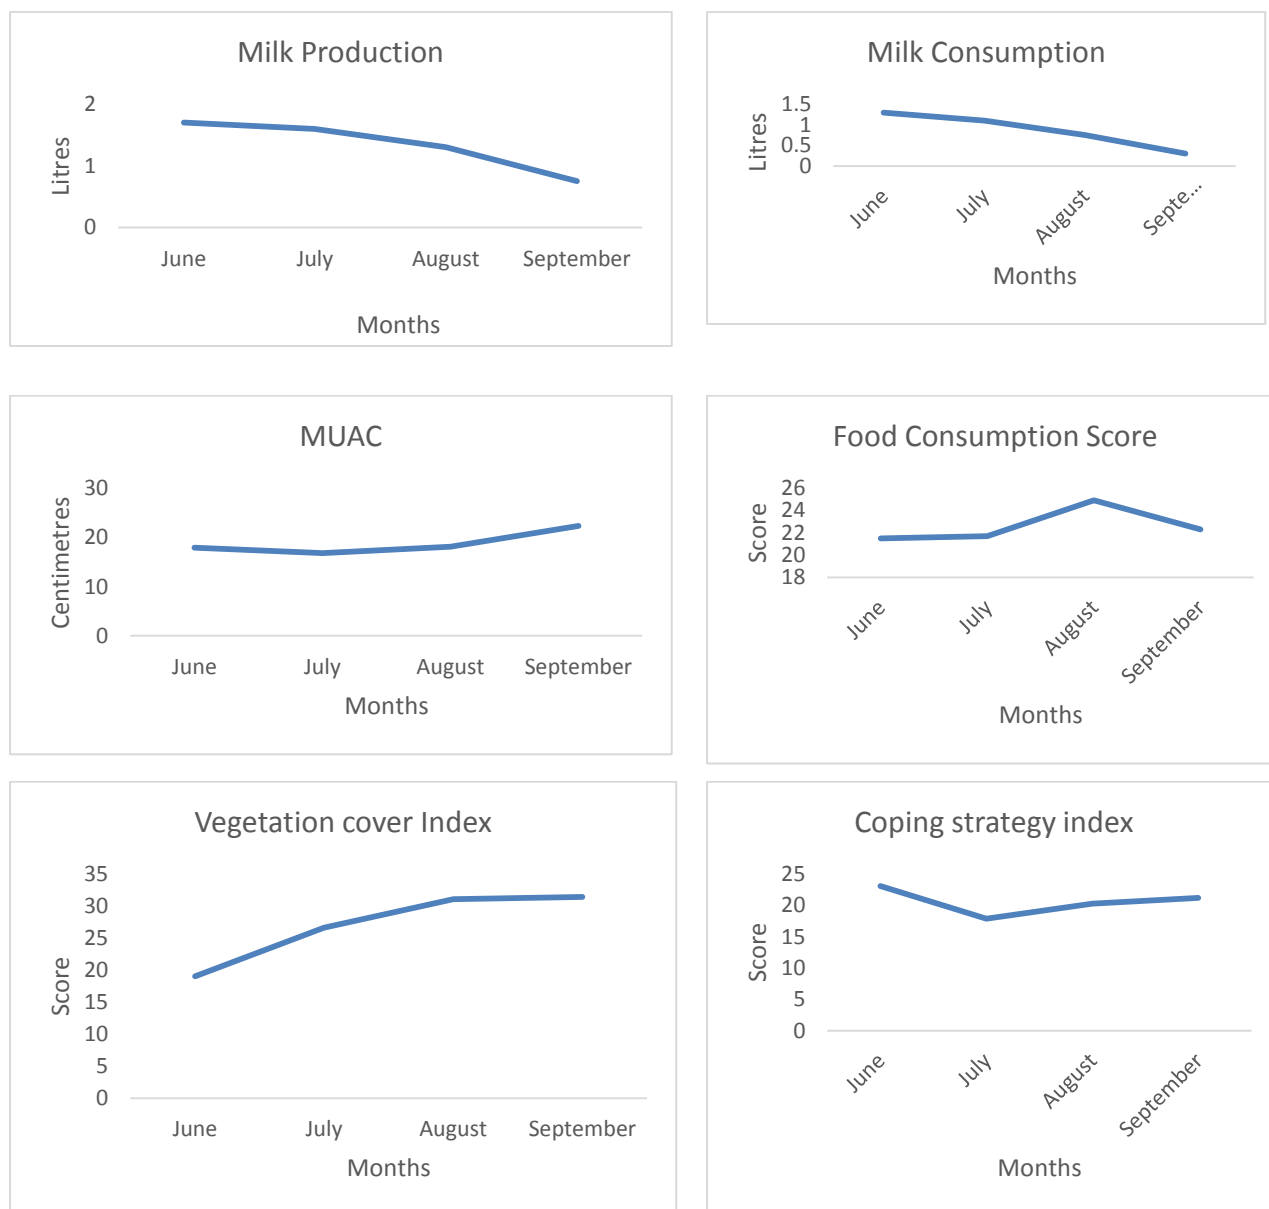 Milk Production
2
1
0
Litres
June July August September
Months
Milk Consumption
1.5
1
0.5
0
Litres
June July August Septe...
Months
MUAC
30
20
10
0
Centimetres
June July August September
Months
Food Consumption Score
26
24
22
20
18
Score
June July August September
Months
Vegetation cover Index
35
30
25
20
15
10
5
0
Score
June July August September
Months
Coping strategy index
25
20
15
10
5
0
Score
June July August September
Months